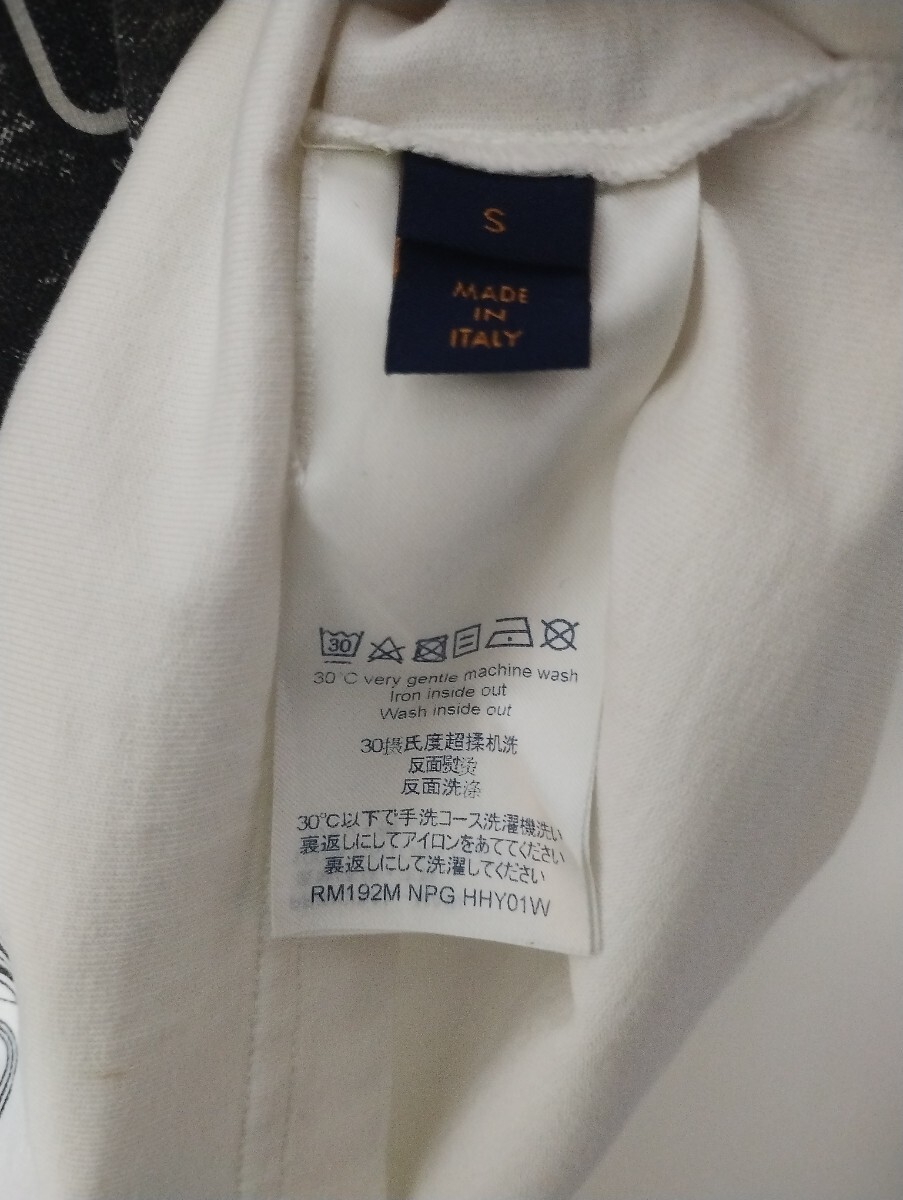 S
MADE
IN
ITALY
30
30°C very gentle machine wash
Iron inside out
Wash inside out
30摄氏度超揉机洗
反面熨烫
反面洗涤
30℃以下で手洗コース洗濯機洗い
裏返しにしてアイロンをあててください
裏返しにして洗濯してください
RM192M NPG HHY01W